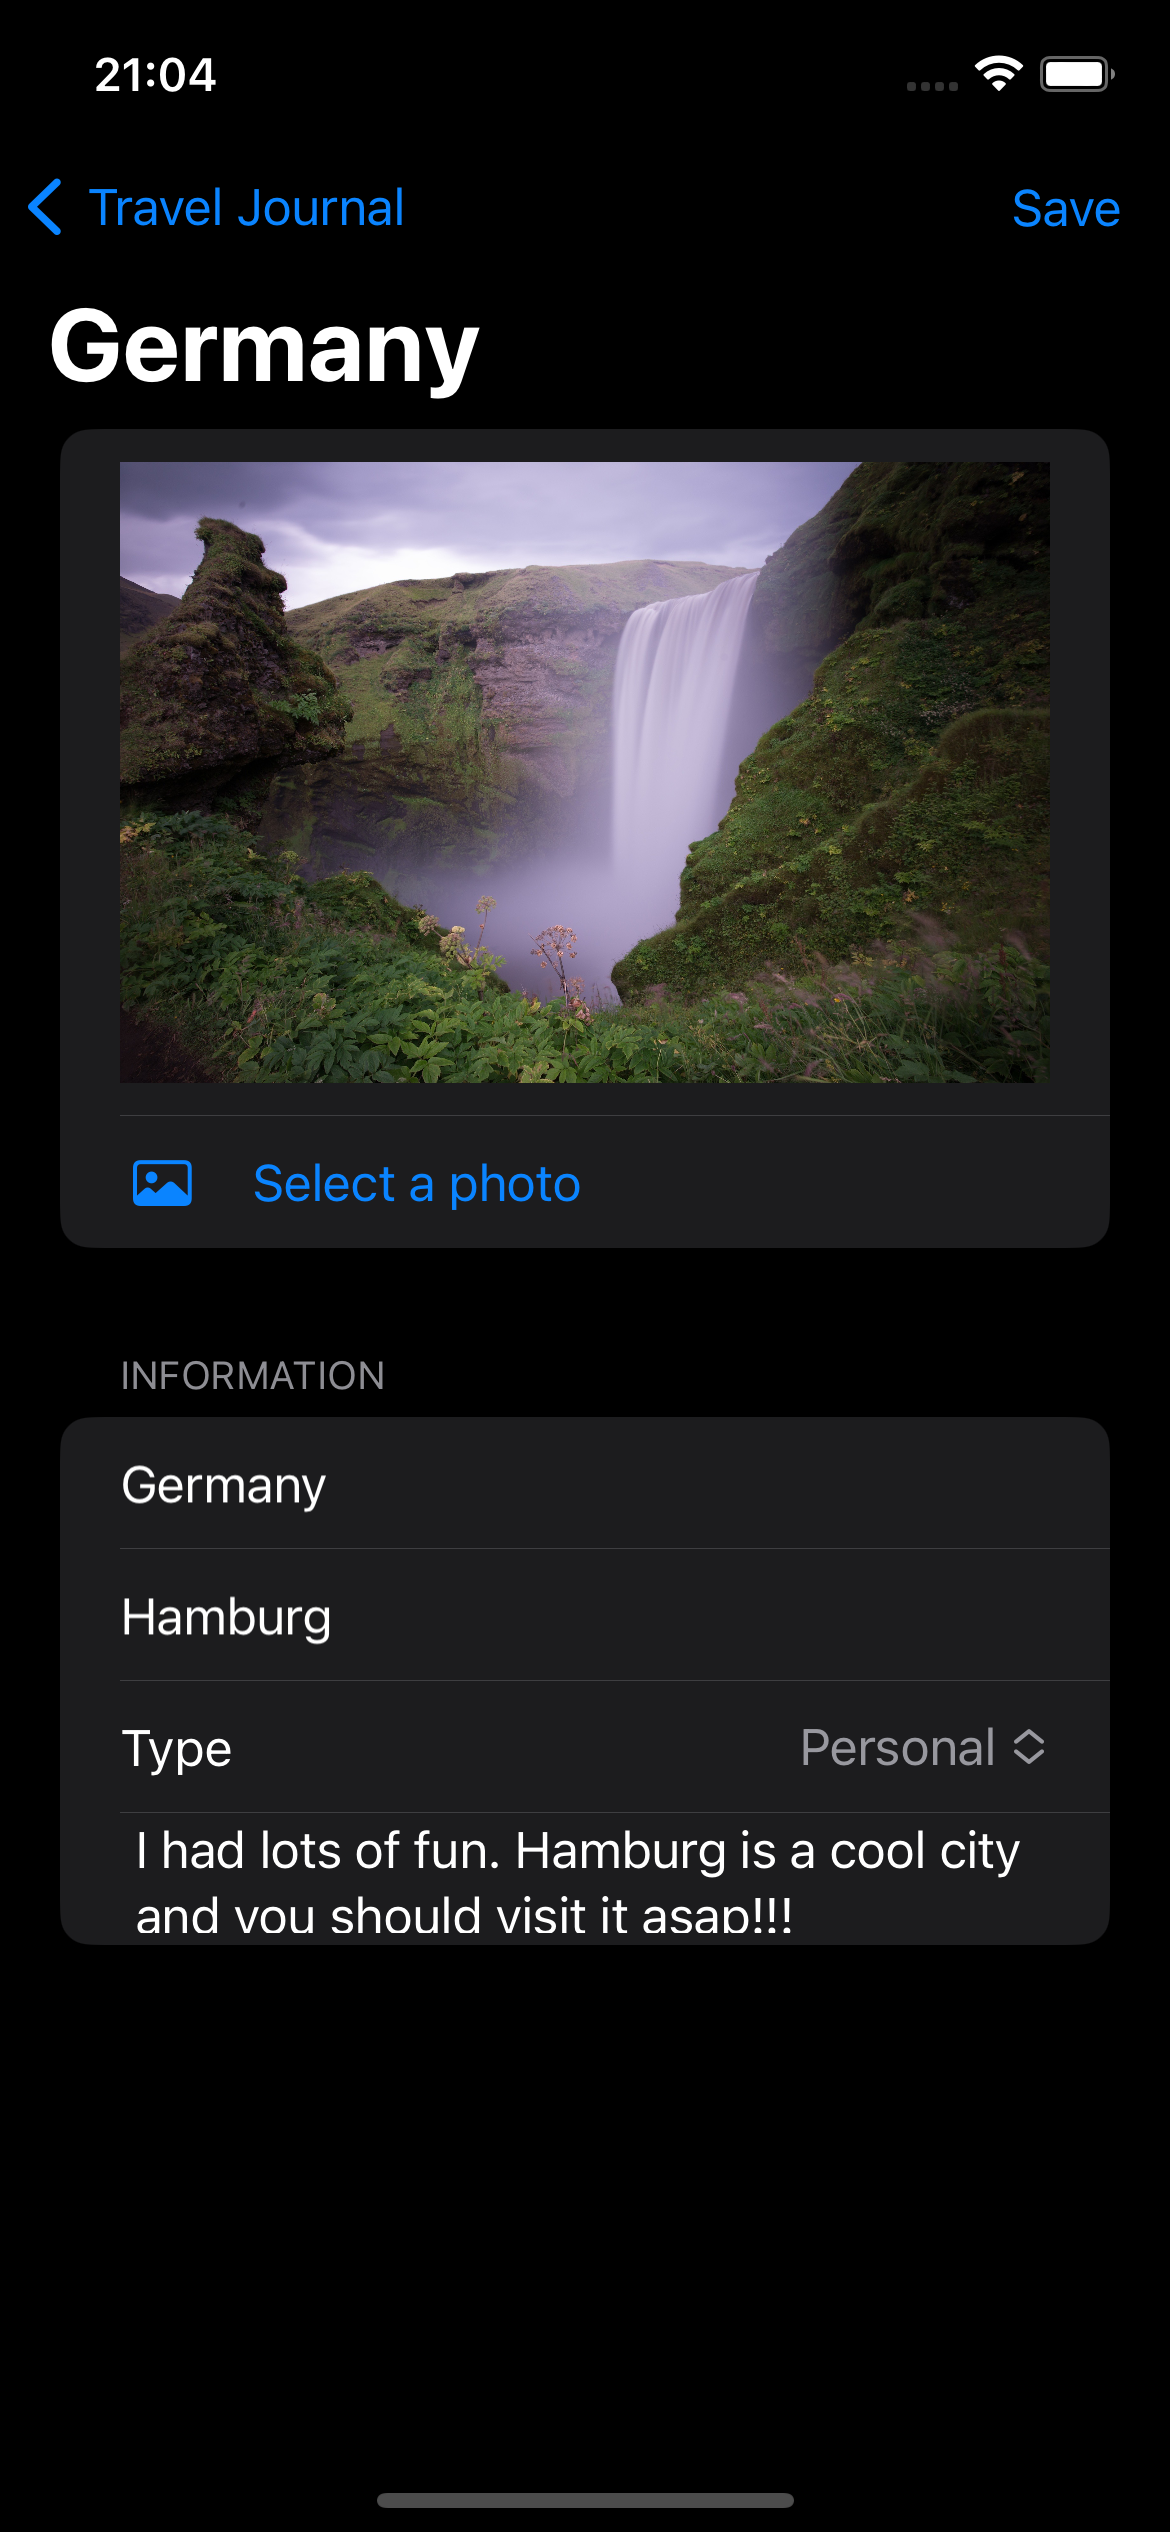 21:04
Travel Journal
Save
Germany
Select a photo
INFORMATION
Germany
Hamburg
Type
Personal
I had lots of fun. Hamburg is a cool city
and you should visit it asap!!!